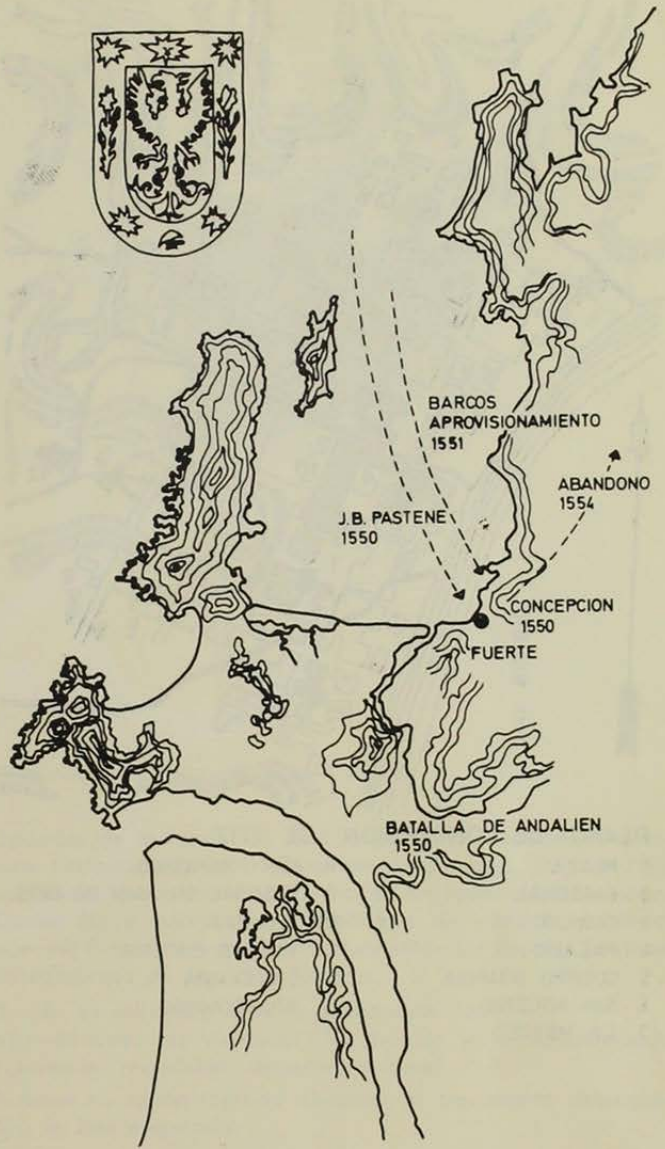 BARCOS
APROVISIONAMIENTO
1551
ABANDONO
1554
J.B. PASTENE
1550
CONCEPCION
1550
FUERTE
BATALLA DE ANDALIEN
1550